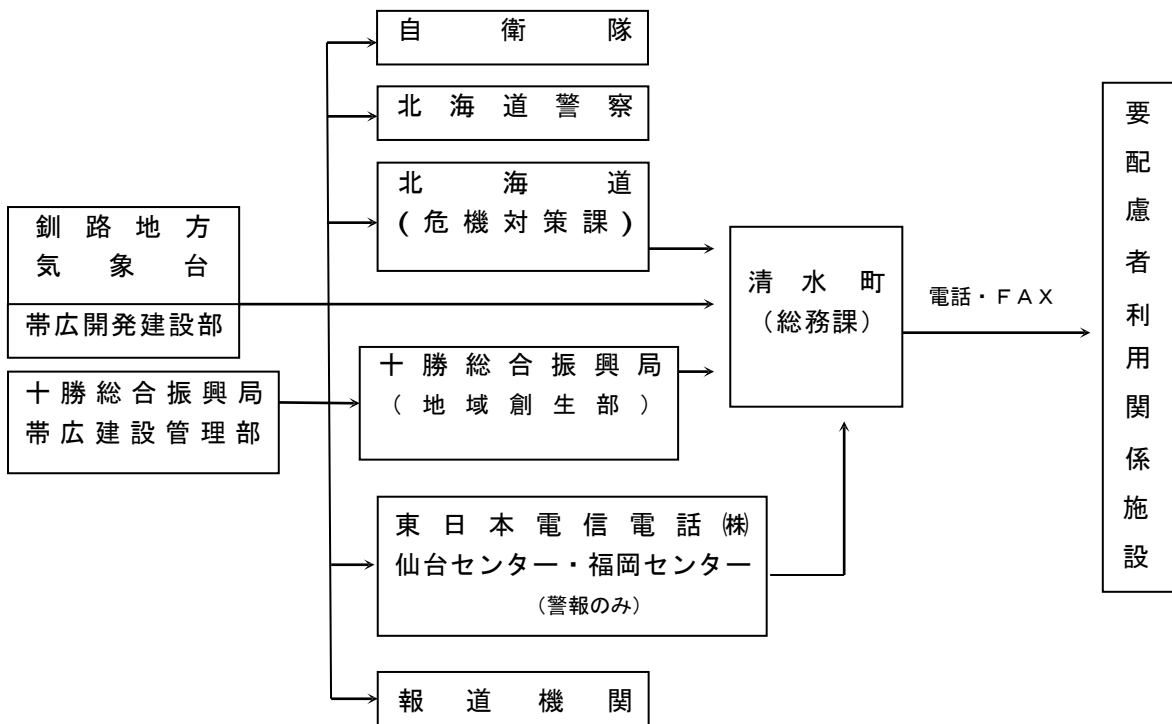 自衛隊
北海道警察
北海道
(危機対策課)
釧路地方
気象台
帯広開発建設部
十勝総合振興局
帯広建設管理部
十勝総合振興局
(地域創生部)
東日本電信電話㈱
仙台センター・福岡センター
(警報のみ)
報道機関
清水町
(総務課)
電話・FAX
要配慮者利用関係施設